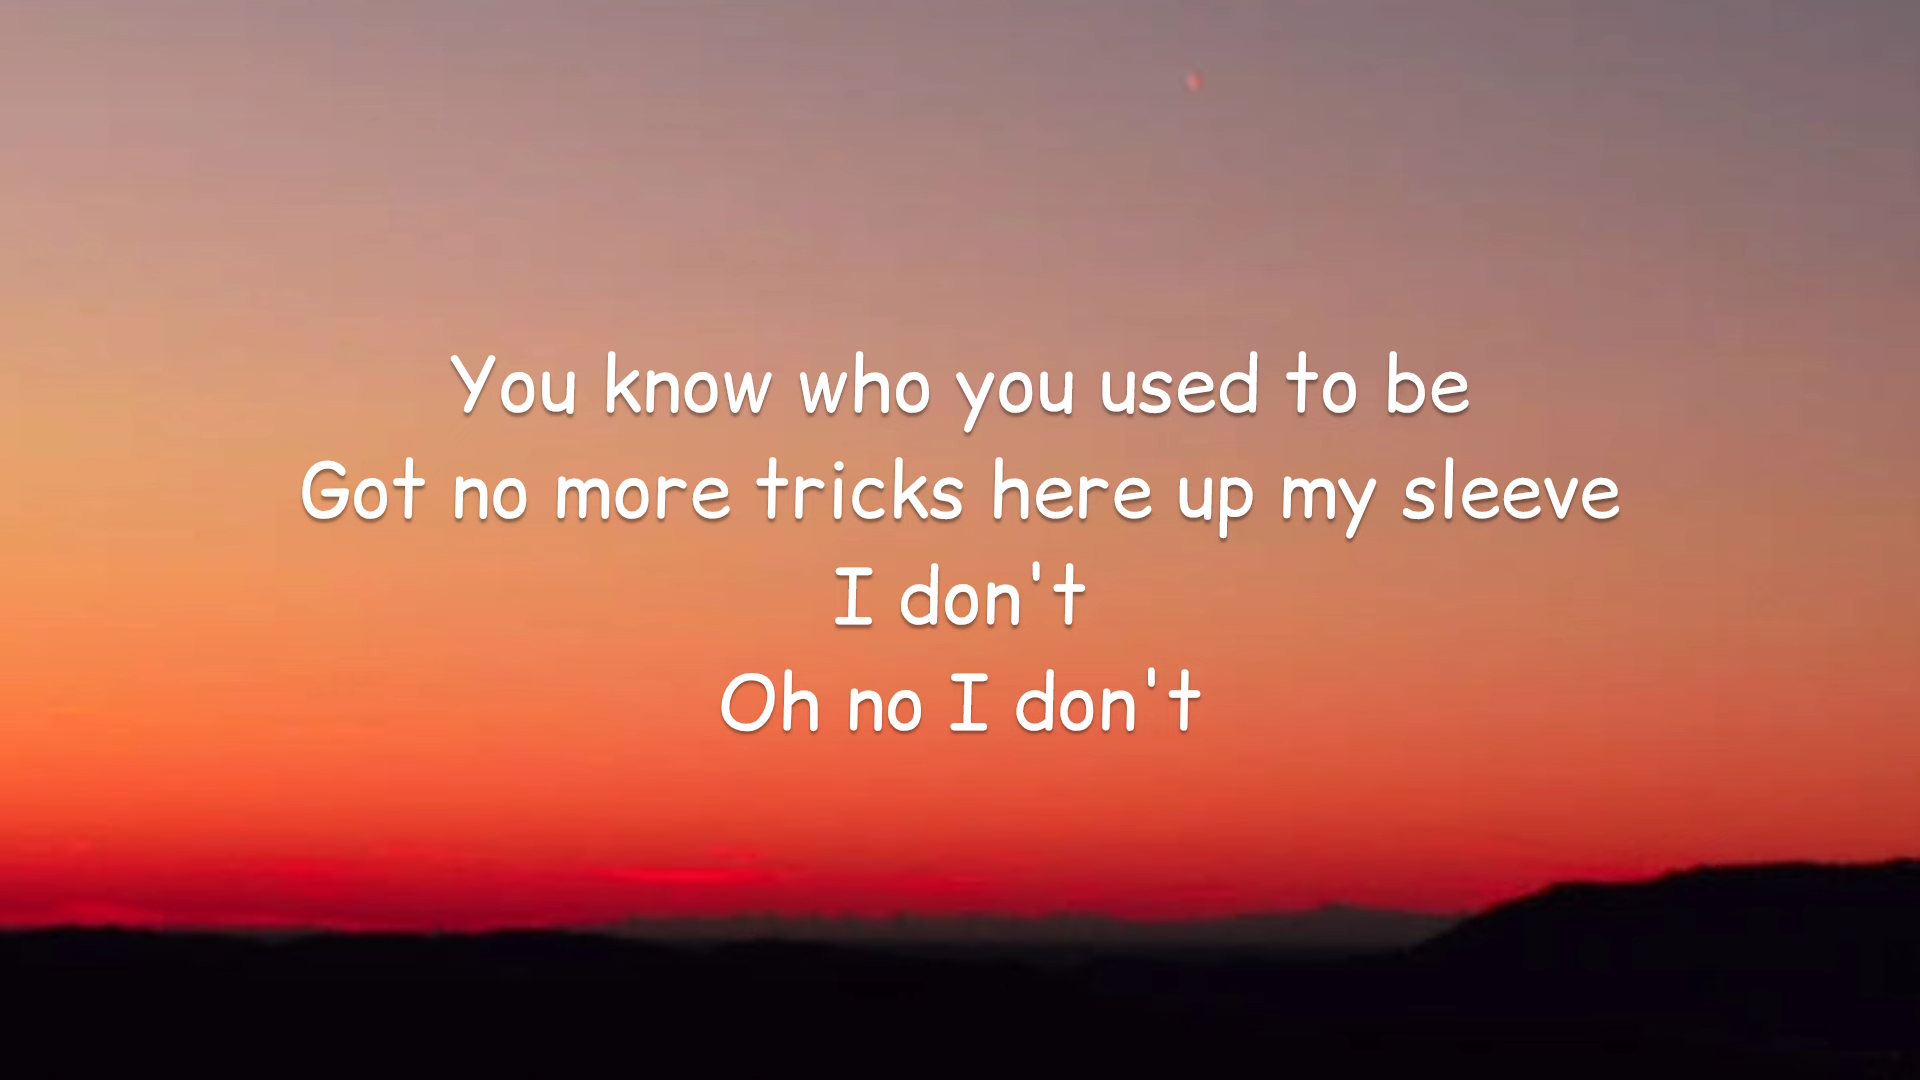 You know who you used to be
Got no more tricks here up my sleeve
I don't
Oh no I don't